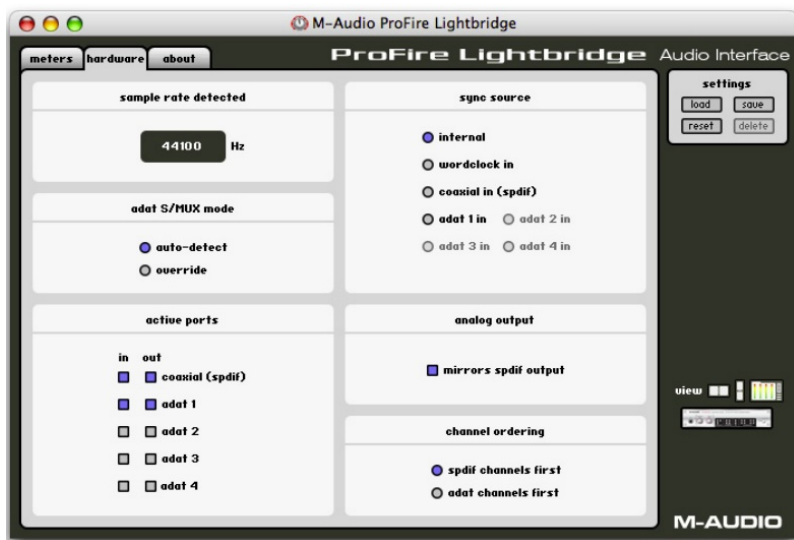 M-Audio ProFire Lightbridge
meters hardware about
ProFire Lightbridge Audio Interface
sample rate detected
44100 Hz
adat S/MUX mode
auto-detect
override
active ports
in out
coaxial (spdif)
adat 1
adat 2
adat 3
adat 4
sync source
internal
wordclock in
coaxial in (spdif)
adat 1 in adat 2 in
adat 3 in adat 4 in
analog output
mirrors spdif output
channel ordering
spdif channels first
adat channels first
settings
load save
reset delete
view
M-AUDIO